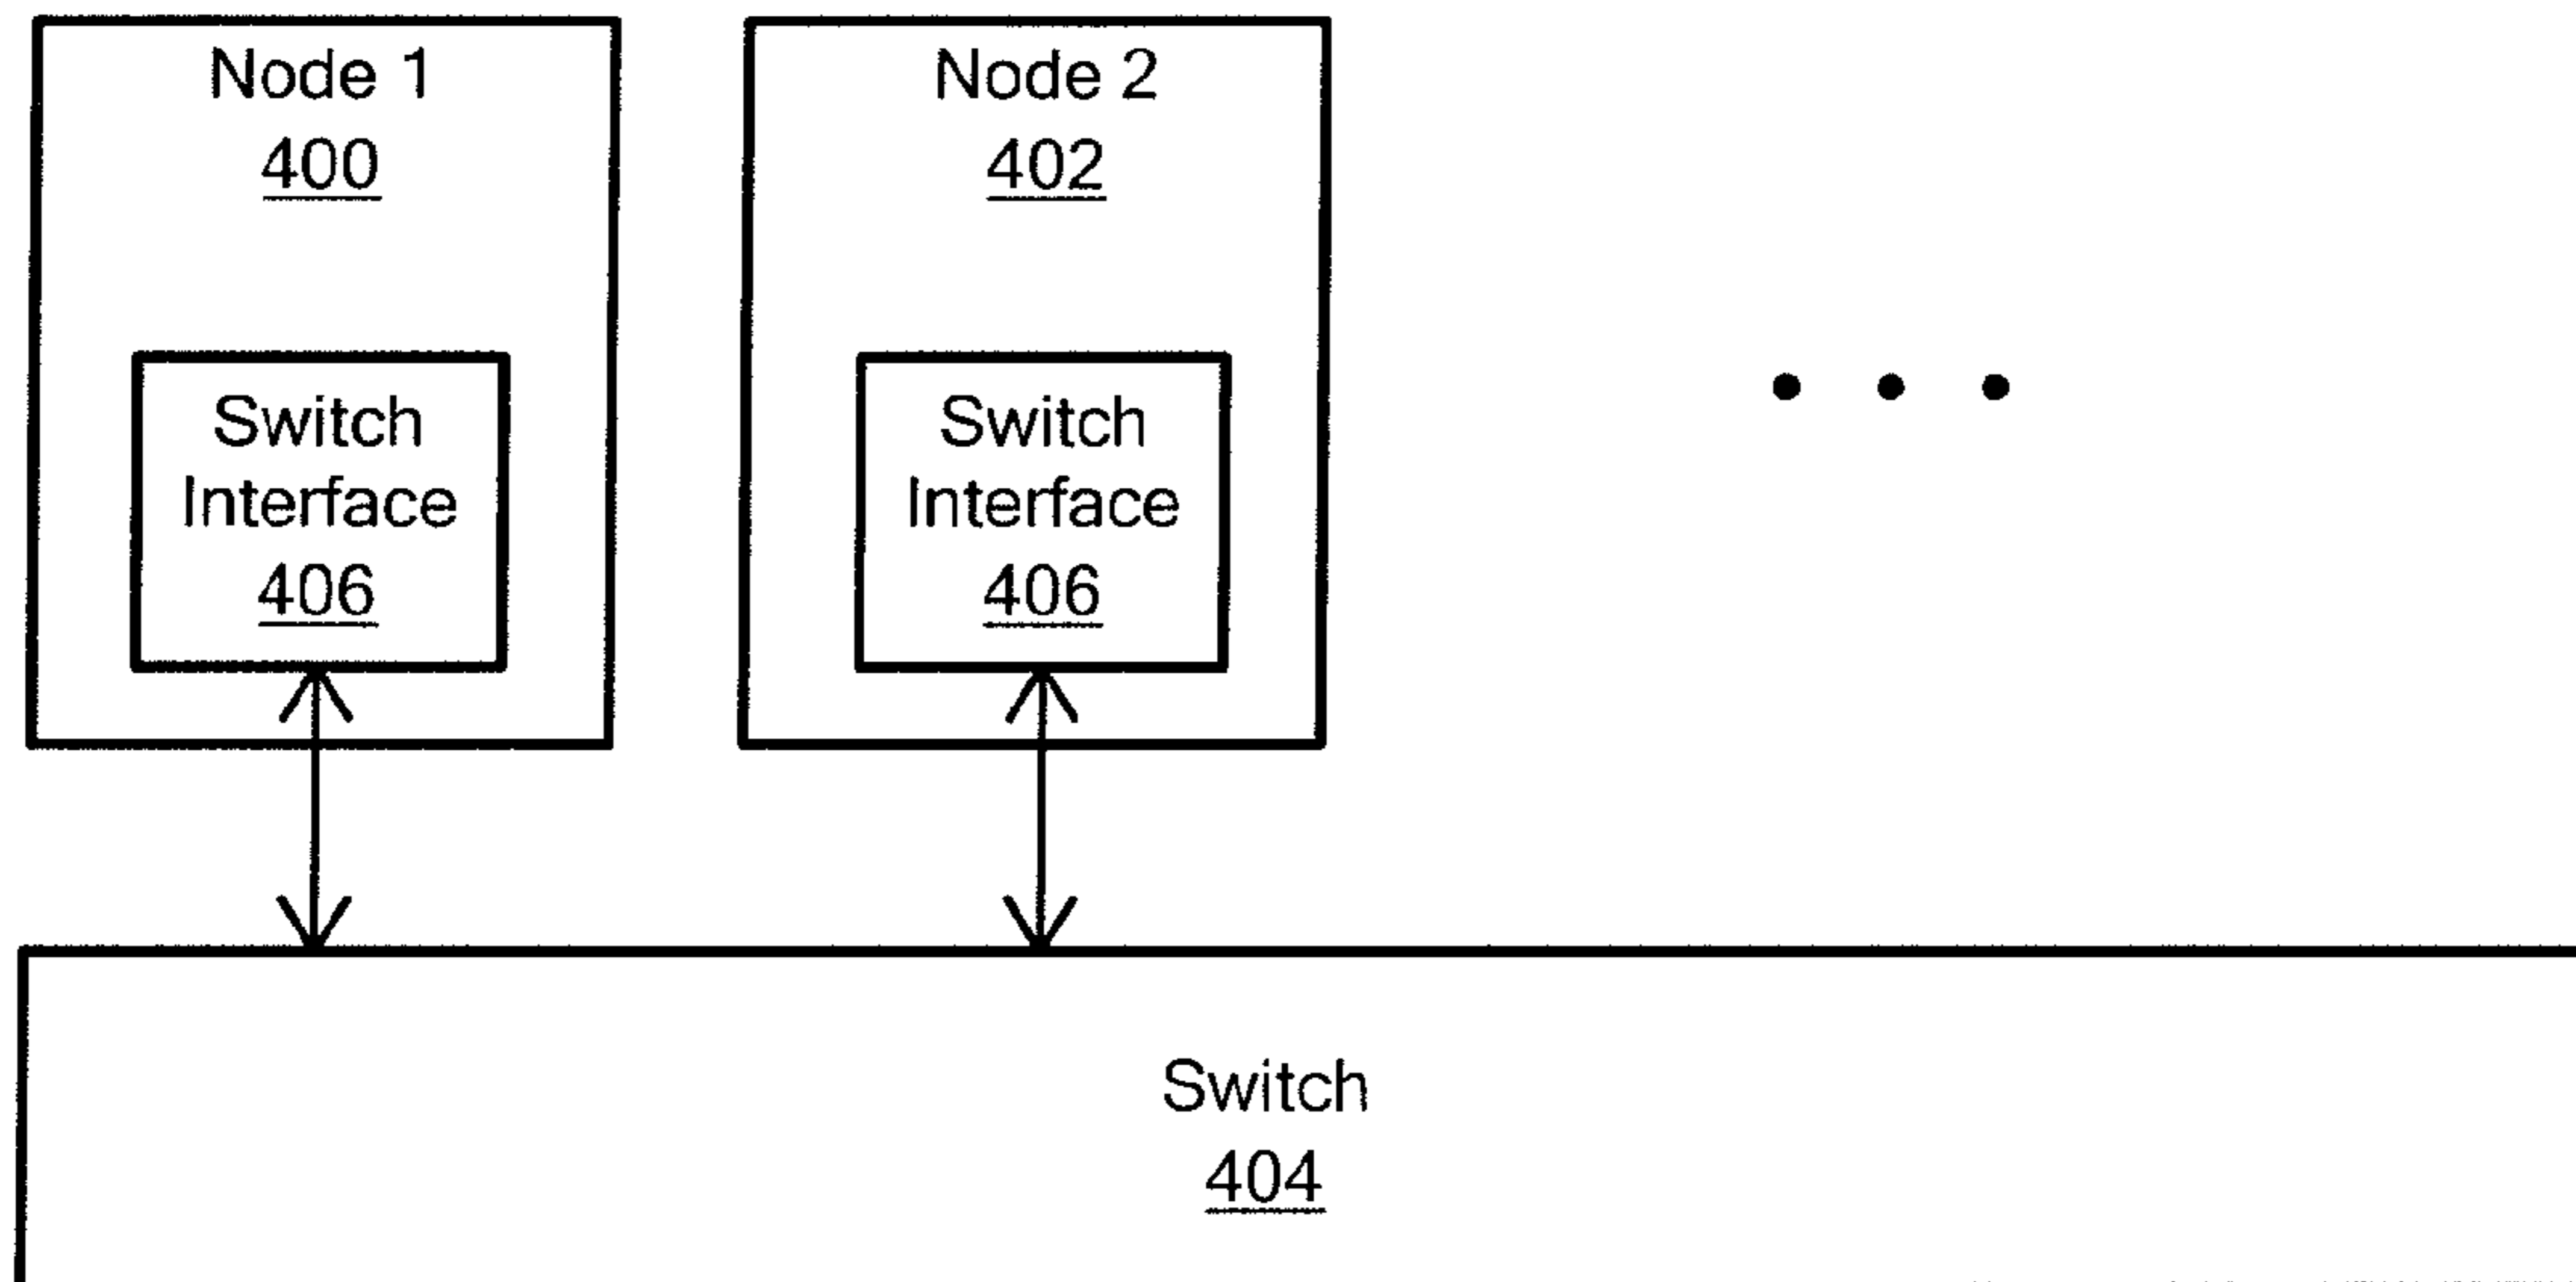 Node 1
400
Switch
Interface
406
Node 2
402
Switch
Interface
406
Switch
404